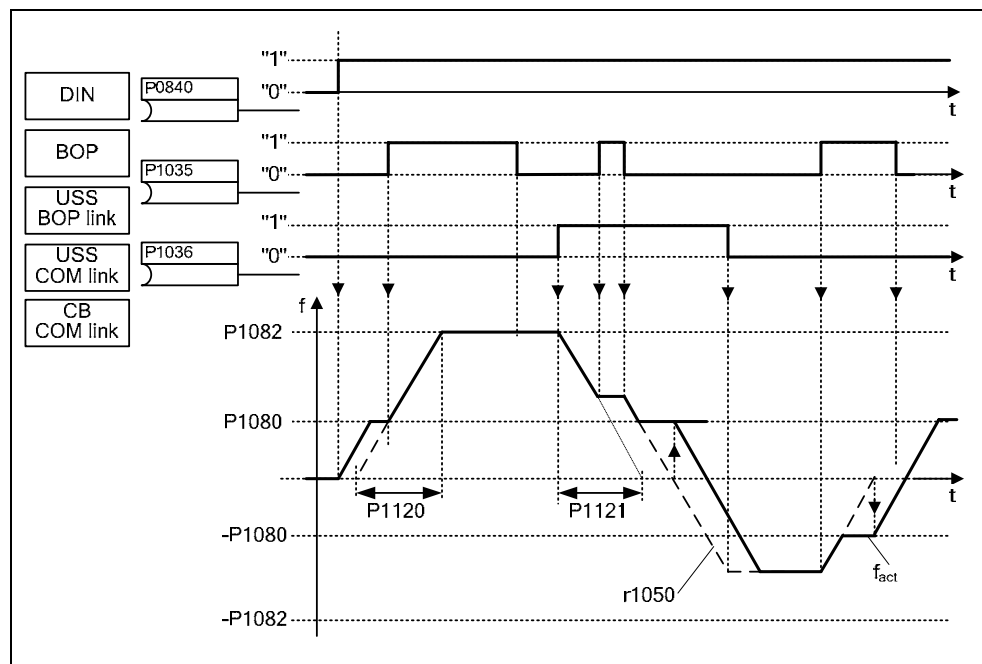 "1"
DIN
P0840
"0"
t
BOP
"1"
P1035
"0"
t
USS
BOP link
"1"
USS
COM link
P1036
"0"
t
CB
COM link
f
P1082
P1080
t
P1120
P1121
-P1080
fact
r1050
-P1082